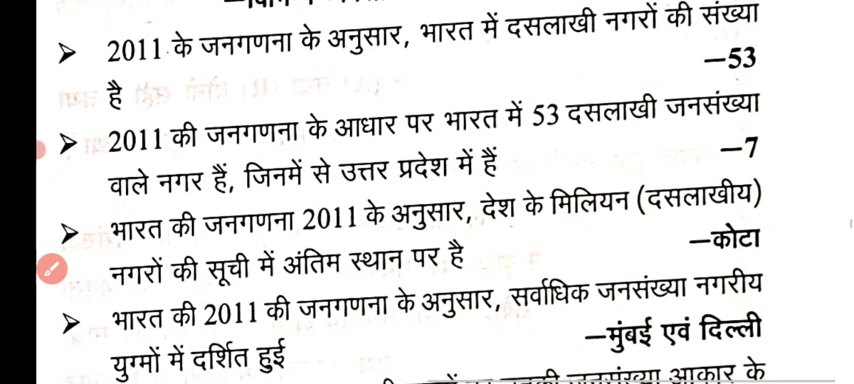 ➤ 2011 के जनगणना के अनुसार, भारत में दसलाखी नगरों की संख्या
है –53
➤ 2011 की जनगणना के आधार पर भारत में 53 दसलाखी जनसंख्या
वाले नगर हैं, जिनमें से उत्तर प्रदेश में हैं –7
➤ भारत की जनगणना 2011 के अनुसार, देश के मिलियन (दसलाखीय)
नगरों की सूची में अंतिम स्थान पर है –कोटा
➤ भारत की 2011 की जनगणना के अनुसार, सर्वाधिक जनसंख्या नगरीय
युग्मों में दर्शित हुई –मुंबई एवं दिल्ली
जनसंख्या आकार के